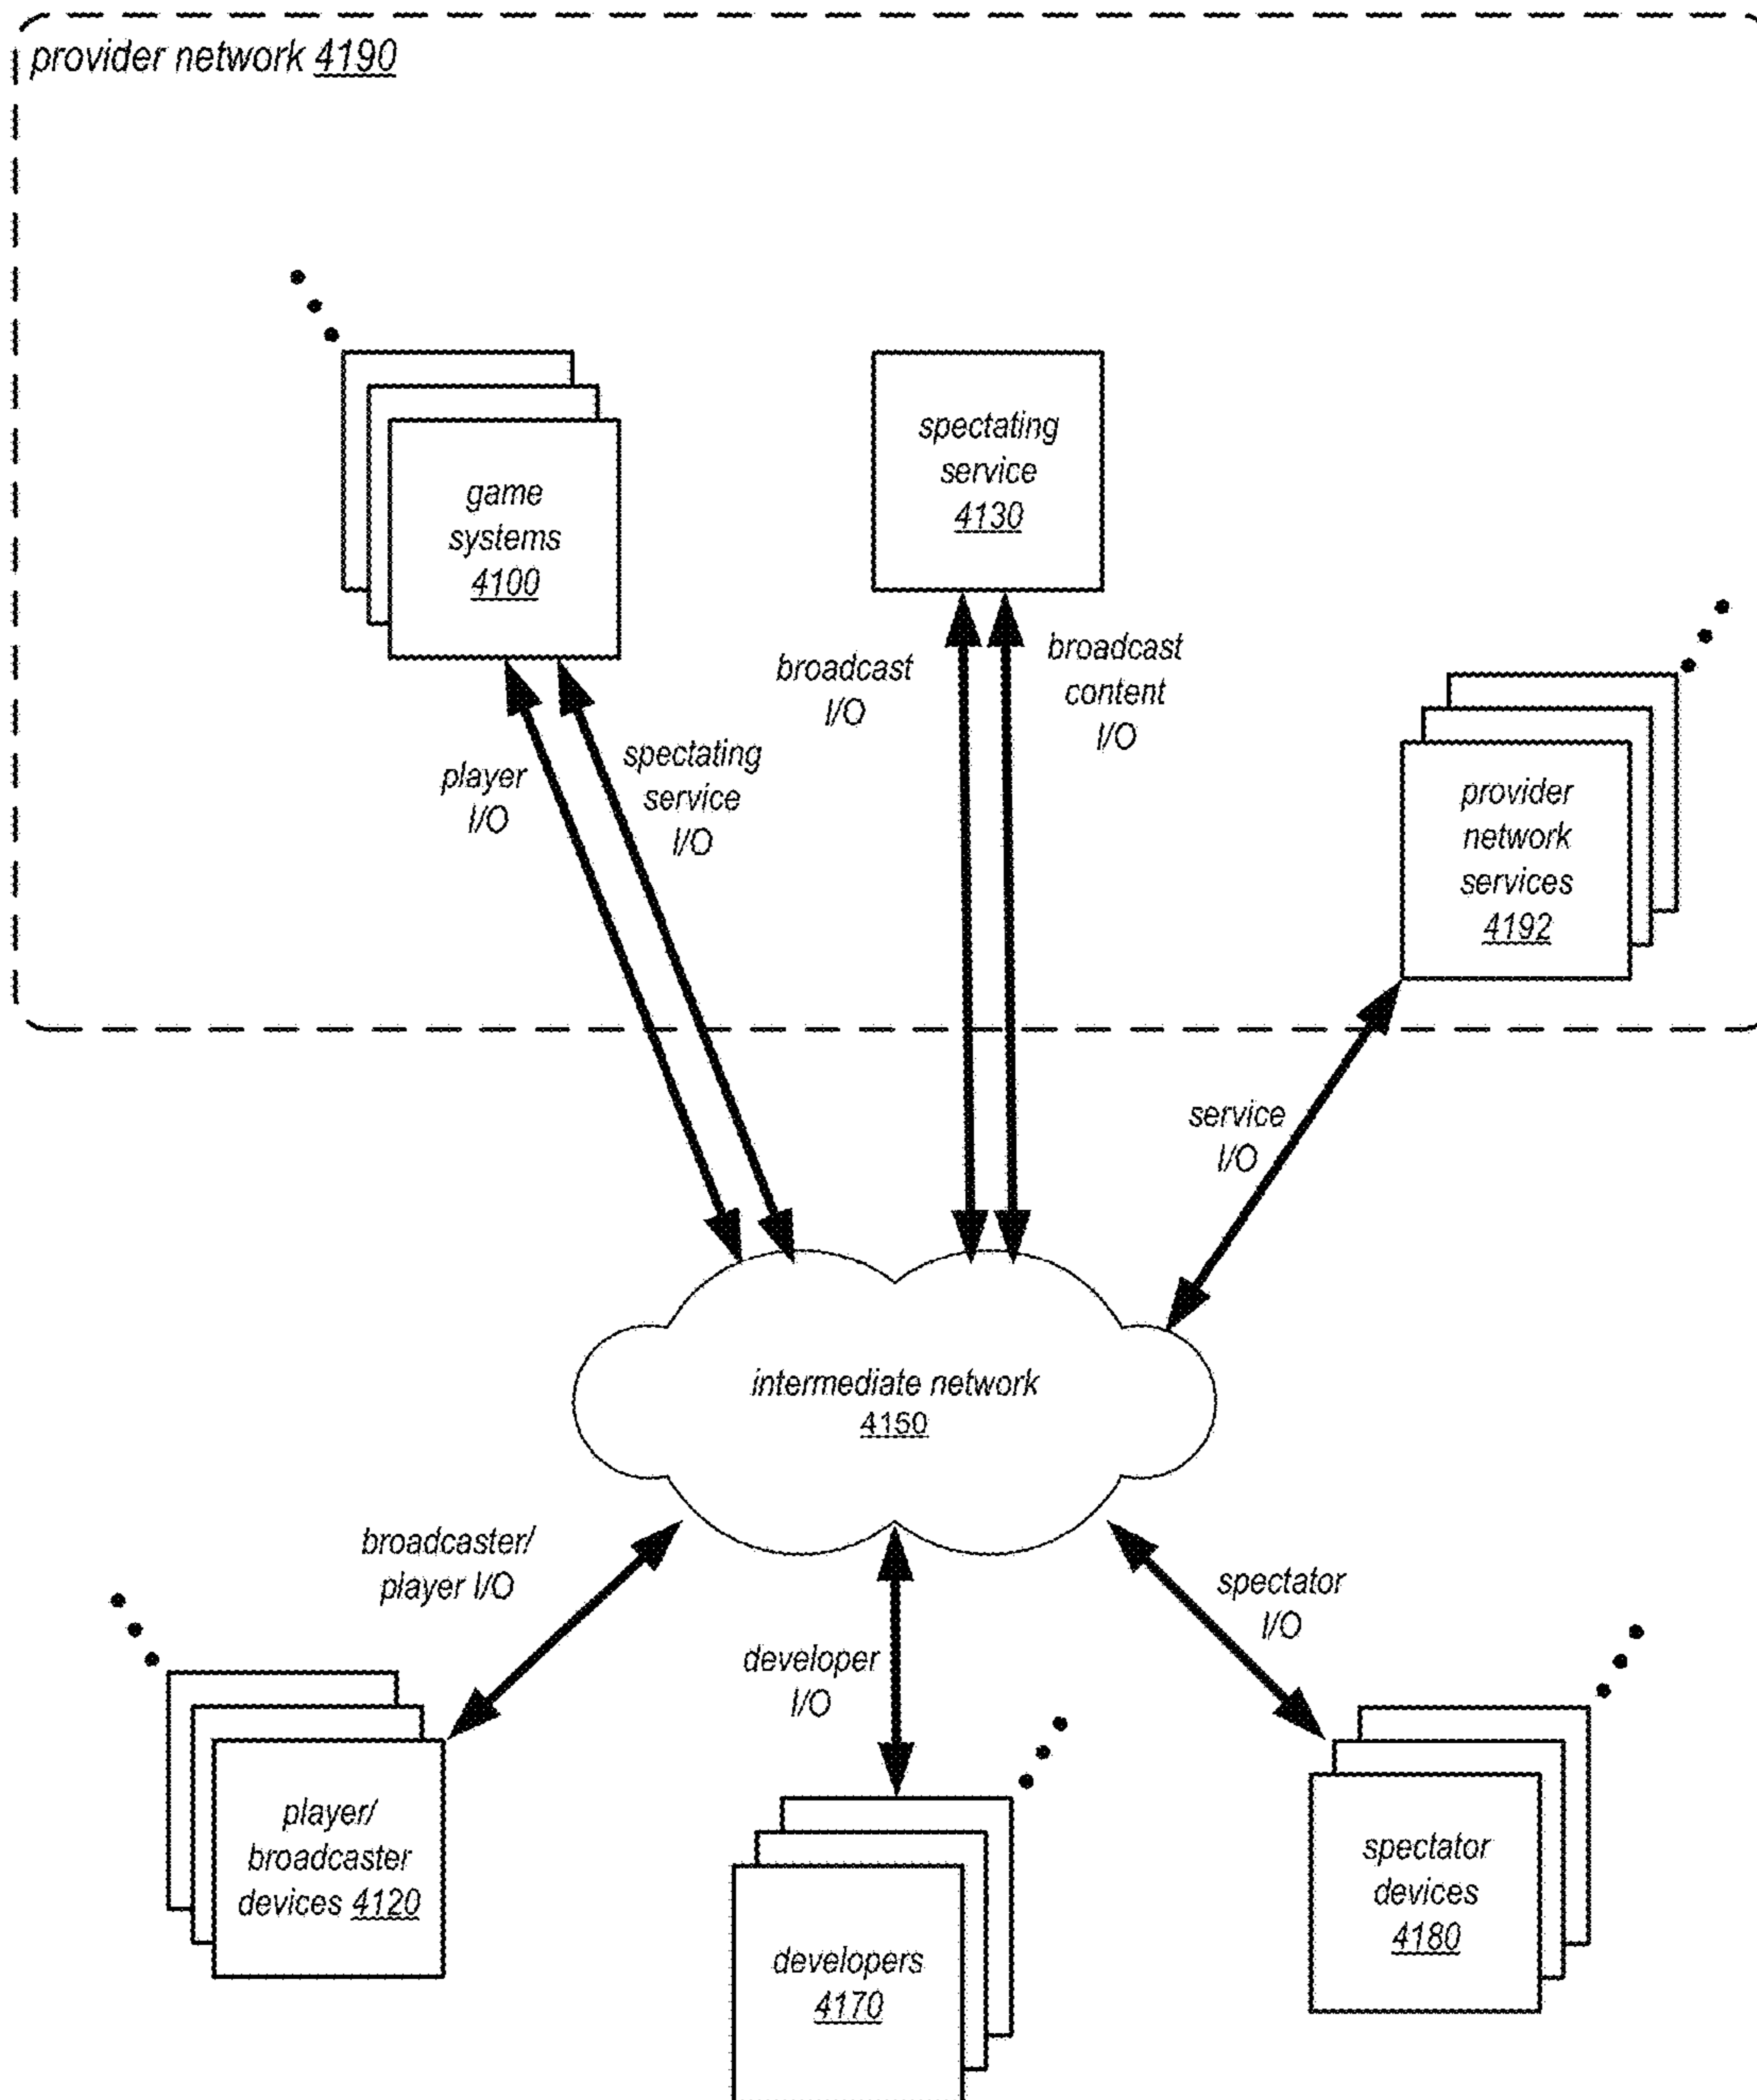 provider network 4190
game
systems
4100
spectating
service
4130
broadcast
I/O
broadcast
content
I/O
player
I/O
spectating
service
I/O
provider
network
services
4192
service
I/O
intermediate network
4150
broadcaster/
player I/O
developer
I/O
spectator
I/O
player/
broadcaster
devices 4120
developers
4170
spectator
devices
4180